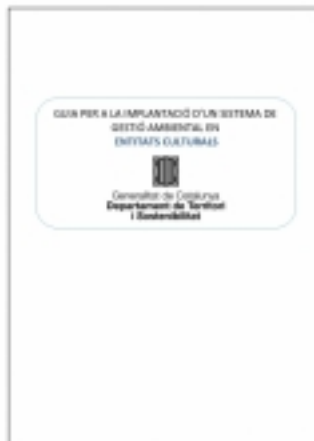 GUIA PER A LA IMPLANTACIÓ D'UN SISTEMA DE
GESTIÓ AMBIENTAL EN
ENTITATS CULTURALS
Generalitat de Catalunya
Departament de Territori
i Sostenibilitat